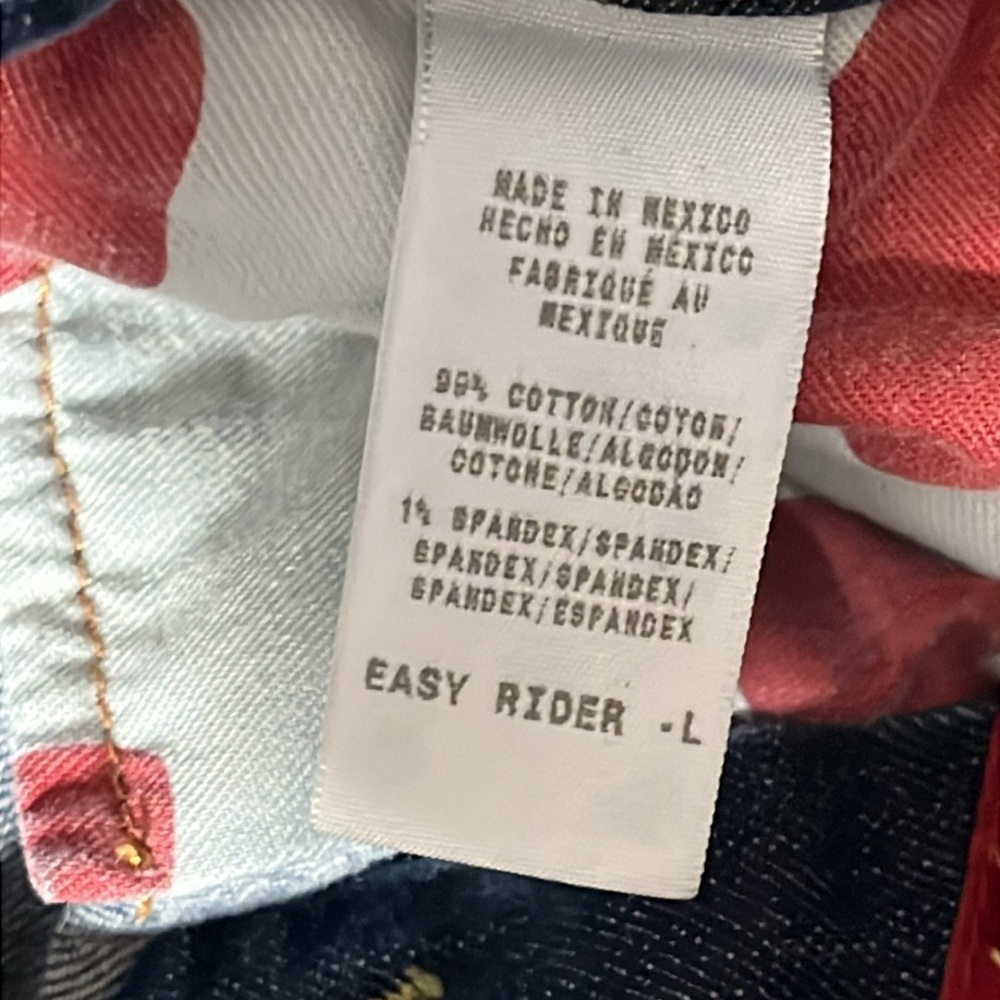 MADE IN MEXICO
HECHO EN MÉXICO
FABRIQUÉ AU
MEXIQUE
99% COTTON/COTON/
BAUMWOLLE/ALGODON/
COTONE/ALGODÃO
1% SPANDEX/SPANDEX/
SPANDEX/SPANDEX/
SPANDEX/ESPANDEX
EASY RIDER -L